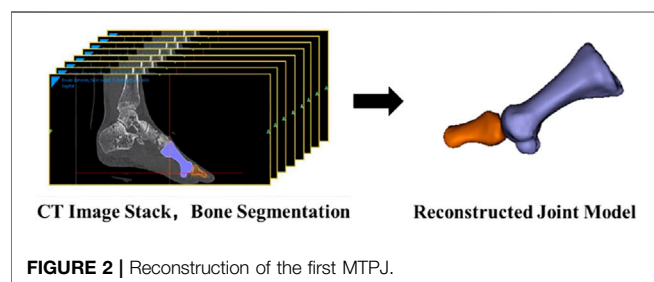 CT Image Stack, Bone Segmentation
Reconstructed Joint Model
FIGURE 2 | Reconstruction of the first MTPJ.